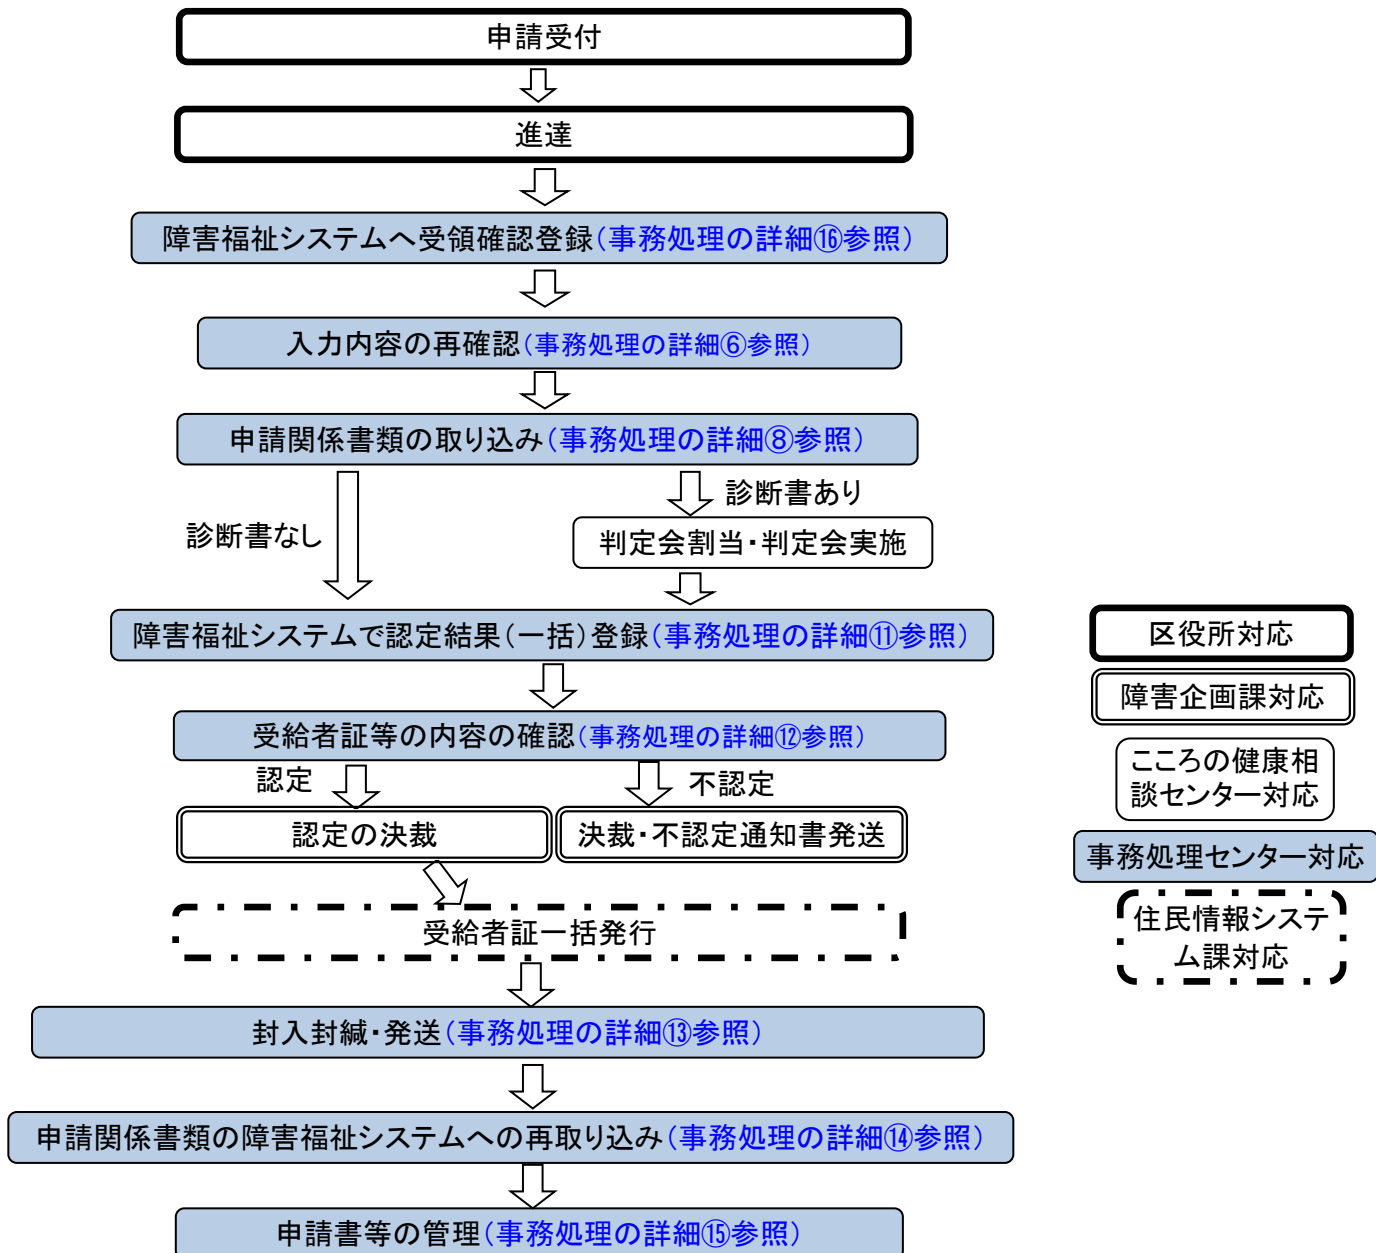 申請受付
進達
障害福祉システムへ受領確認登録(事務処理の詳細⑯参照)
入力内容の再確認(事務処理の詳細⑥参照)
申請関係書類の取り込み(事務処理の詳細⑧参照)
診断書なし
診断書あり
判定会割当・判定会実施
障害福祉システムで認定結果(一括)登録(事務処理の詳細⑪参照)
受給者証等の内容の確認(事務処理の詳細⑫参照)
認定
不認定
認定の決裁
決裁・不認定通知書発送
受給者証一括発行
封入封緘・発送(事務処理の詳細⑬参照)
申請関係書類の障害福祉システムへの再取り込み(事務処理の詳細⑭参照)
申請書等の管理(事務処理の詳細⑮参照)
区役所対応
障害企画課対応
こころの健康相
談センター対応
事務処理センター対応
住民情報システ
ム課対応